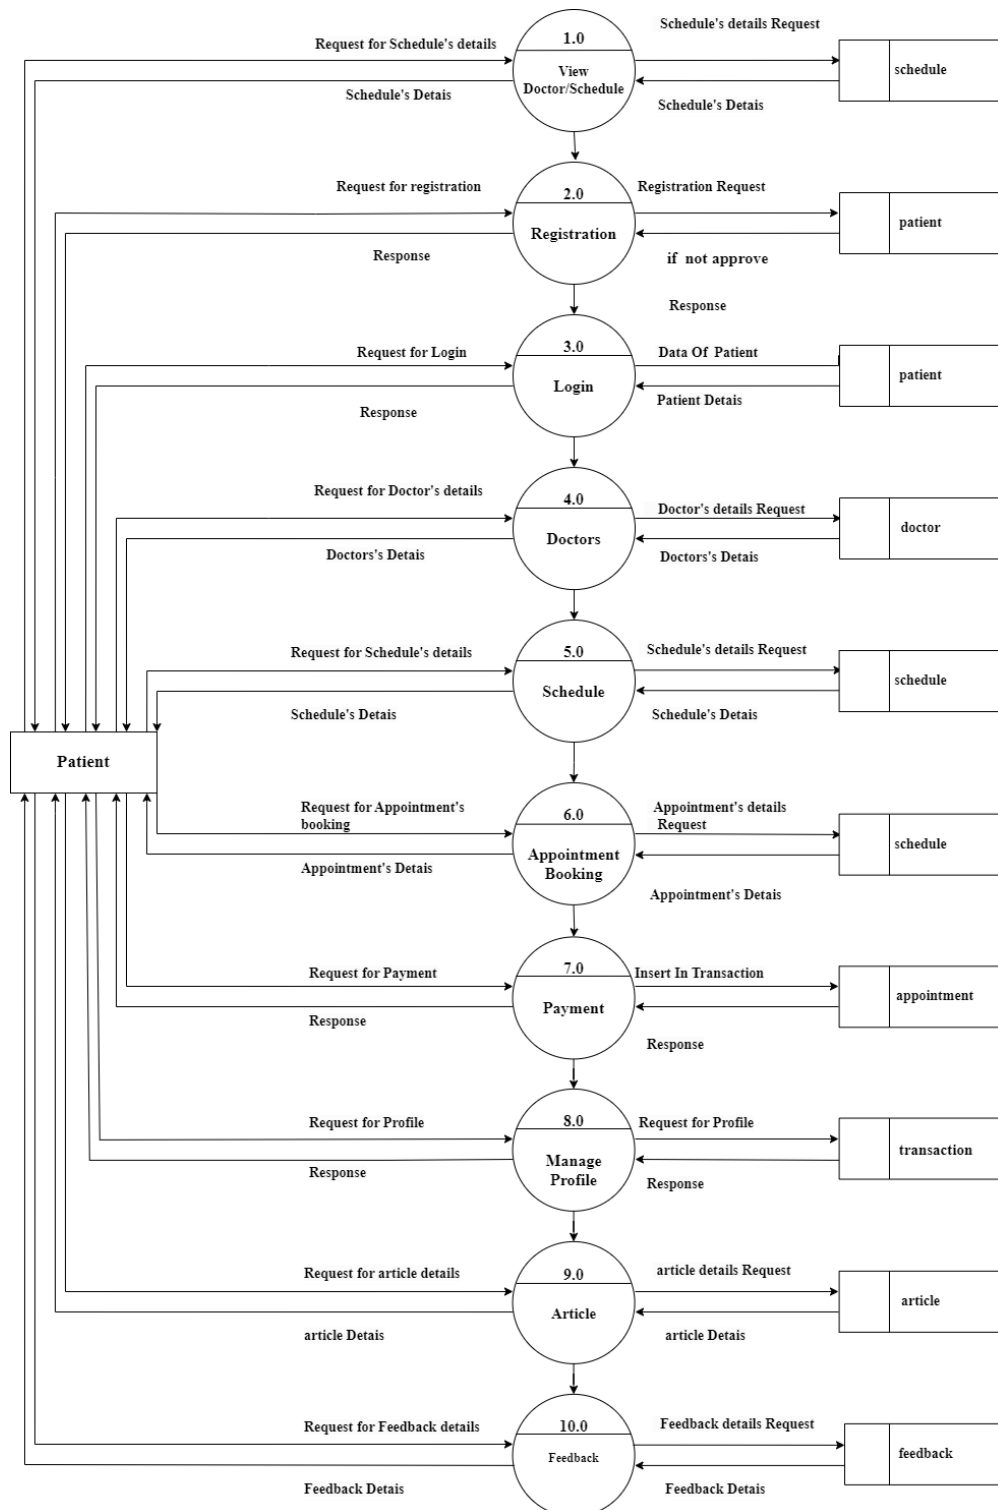 Schedule's details Request
1.0
Request for Schedule's details
View
Doctor/Schedule
schedule
Schedule's Detais
Schedule's Detais
Request for registration
2.0
Registration Request
Registration
patient
Response
if not approve
Response
3.0
Request for Login
Data Of Patient
Login
patient
Patient Detais
Response
Request for Doctor's details
4.0
Doctor's details Request
Doctors
doctor
Doctors's Detais
Doctors's Detais
Request for Schedule's details
5.0
Schedule's details Request
Schedule
schedule
Schedule's Detais
Schedule's Detais
Patient
Request for Appointment's
booking
6.0
Appointment's details
Request
Appointment
Booking
schedule
Appointment's Detais
Appointment's Detais
Request for Payment
7.0
Insert In Transaction
Payment
appointment
Response
Response
Request for Profile
8.0
Request for Profile
Manage
Profile
transaction
Response
Response
Request for article details
9.0
article details Request
Article
article
article Detais
article Detais
Request for Feedback details
10.0
Feedback details Request
Feedback
feedback
Feedback Detais
Feedback Detais